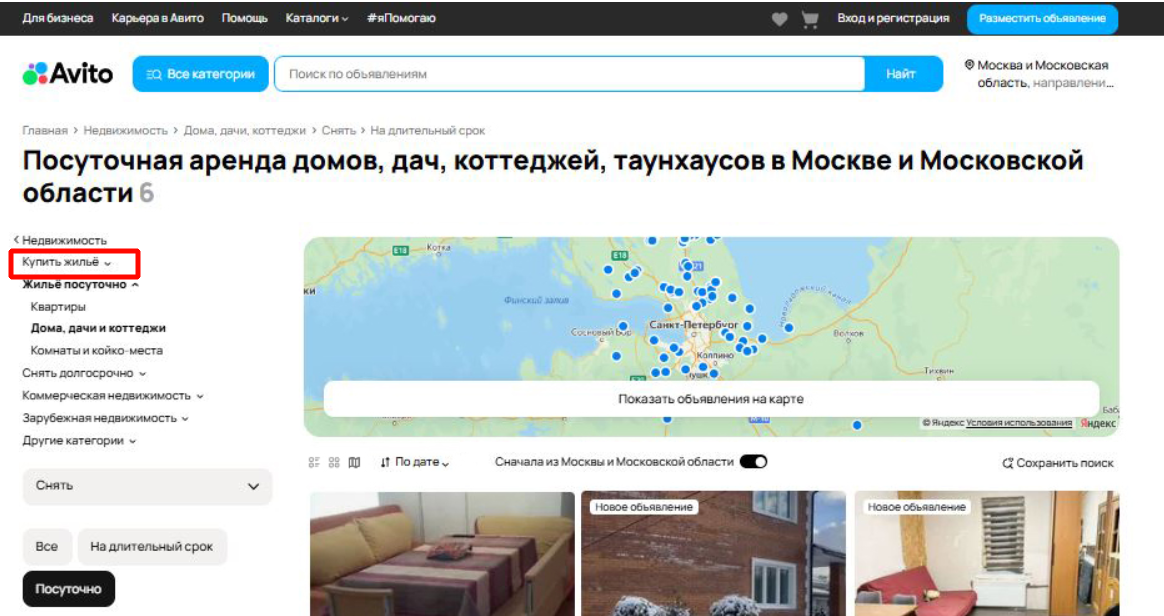 Для бизнеса Карьера в Авито Помощь Каталоги #яПомогаю Вход и регистрация Разместить объявление
Avito Все категории Поиск по объявлениям Найт Москва и Московская
область, направлени...
Главная > Недвижимость > Дома, дачи, коттеджи > Снять > На длительный срок
Посуточная аренда домов, дач, коттеджей, таунхаусов в Москве и Московской
области 6
Недвижимость
Купить жильё
Жильё посуточно
Квартиры
Дома, дачи и коттеджи
Комнаты и койко-места
Снять долгосрочно
Коммерческая недвижимость
Зарубежная недвижимость
Другие категории
Снять
Все На длительный срок
Посуточно
E18 Котка
E18
Финский залив
Новоладожский канал
Сосновый Бор Санкт-Петербург Волхов
Колпино
Тихвин
Показать объявления на карте
© Яндекс Условия использования Яндекс
По дате Сначала из Москвы и Московской области Сохранить поиск
Новое объявление Новое объявление